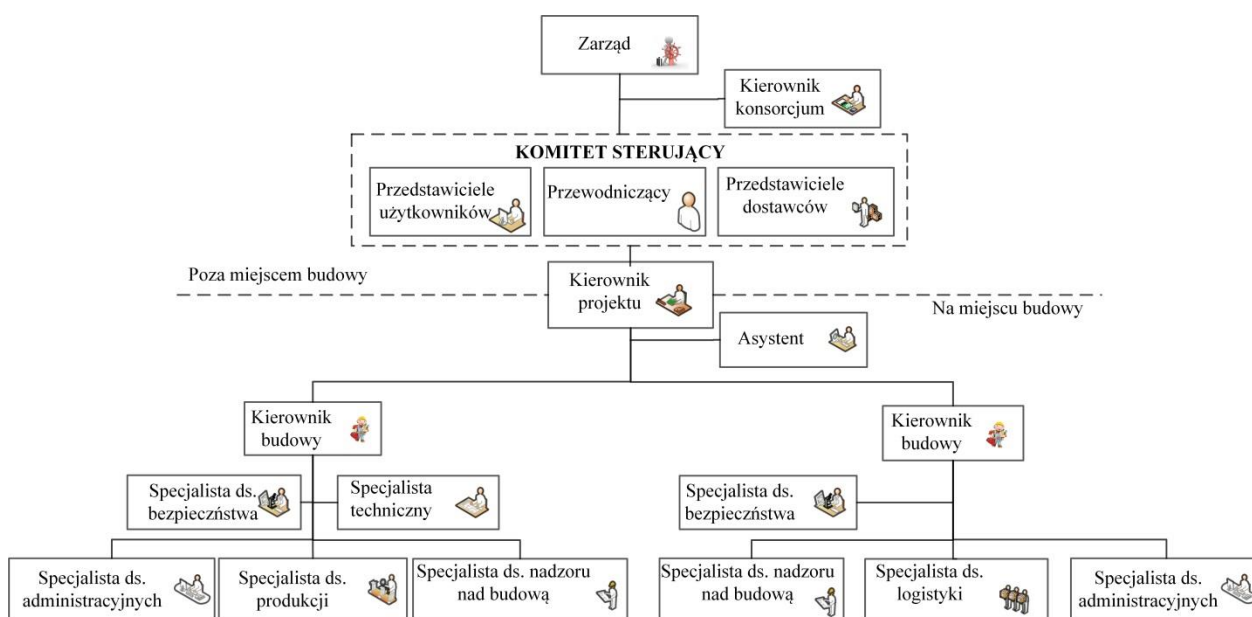 Zarząd
Kierownik
konsorcjum
KOMITET STERUJĄCY
Przedstawiciele
użytkowników
Przewodniczący
Przedstawiciele
dostawców
Poza miejscem budowy
Kierownik
projektu
Na miejscu budowy
Asystent
Kierownik
budowy
Kierownik
budowy
Specjalista ds.
bezpieczństwa
Specjalista
techniczny
Specjalista ds.
bezpieczństwa
Specjalista ds.
administracyjnych
Specjalista ds.
produkcji
Specjalista ds. nadzoru
nad budową
Specjalista ds. nadzoru
nad budową
Specjalista ds.
logistyki
Specjalista ds.
administracyjnych